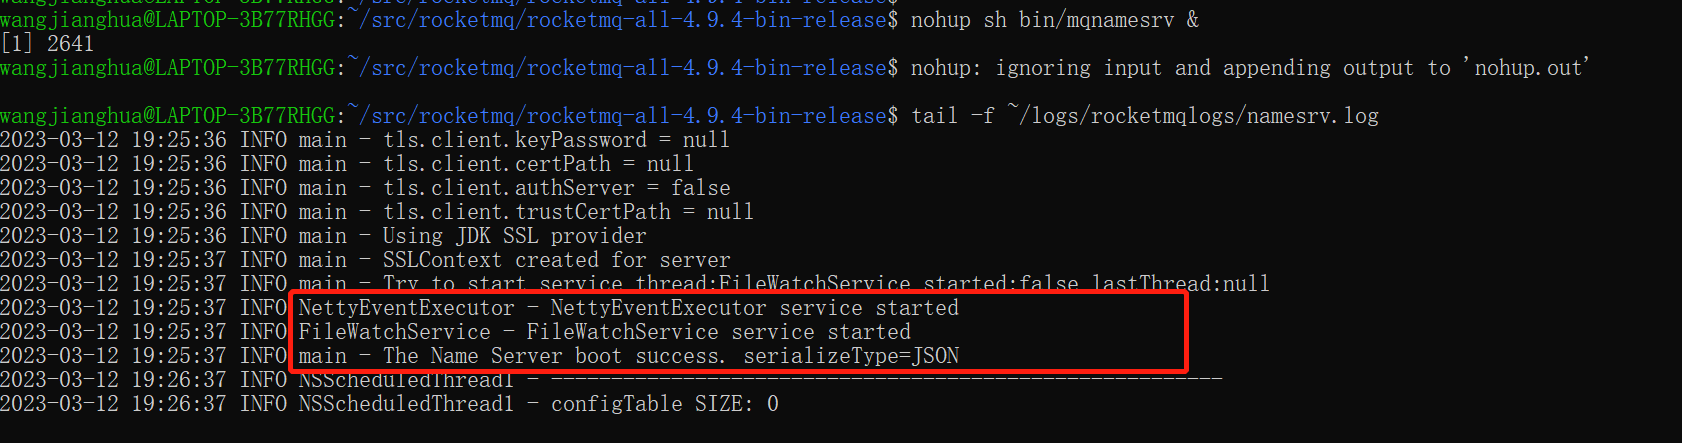 wangjianghua@LAPTOP-3B77RHGG:~/src/rocketmq/rocketmq-all-4.9.4-bin-release$ nohup sh bin/mqnamesrv &
[1] 2641
wangjianghua@LAPTOP-3B77RHGG:~/src/rocketmq/rocketmq-all-4.9.4-bin-release$ nohup: ignoring input and appending output to 'nohup.out'
wangjianghua@LAPTOP-3B77RHGG:~/src/rocketmq/rocketmq-all-4.9.4-bin-release$ tail -f ~/logs/rocketmqlogs/namesrv.log
2023-03-12 19:25:36 INFO main - tls.client.keyPassword = null
2023-03-12 19:25:36 INFO main - tls.client.certPath = null
2023-03-12 19:25:36 INFO main - tls.client.authServer = false
2023-03-12 19:25:36 INFO main - tls.client.trustCertPath = null
2023-03-12 19:25:36 INFO main - Using JDK SSL provider
2023-03-12 19:25:37 INFO main - SSLContext created for server
2023-03-12 19:25:37 INFO main - Try to start service thread:FileWatchService started:false lastThread:null
2023-03-12 19:25:37 INFO NettyEventExecutor - NettyEventExecutor service started
2023-03-12 19:25:37 INFO FileWatchService - FileWatchService service started
2023-03-12 19:25:37 INFO main - The Name Server boot success. serializeType=JSON
2023-03-12 19:26:37 INFO NSScheduledThread1 - --------------------------------------------------------
2023-03-12 19:26:37 INFO NSScheduledThread1 - configTable SIZE: 0